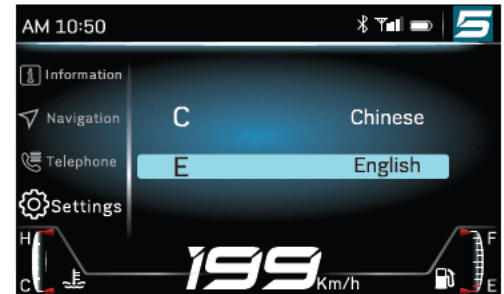 AM 10:50
Information
Navigation
Telephone
Settings
C Chinese
E English
H F
199 Km/h
C E